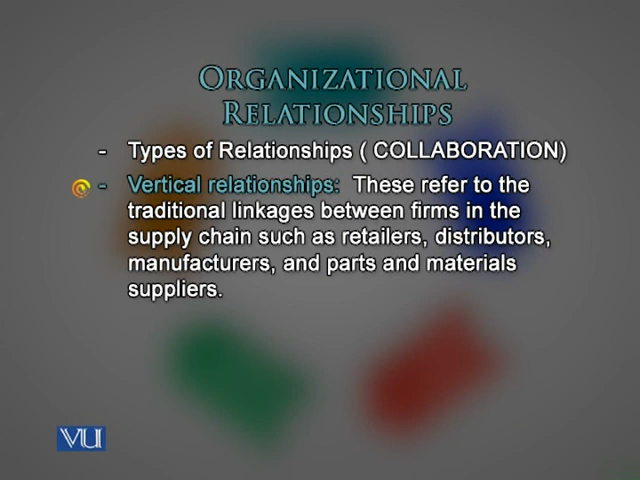 ORGANIZATIONAL
RELATIONSHIPS
- Types of Relationships ( COLLABORATION)
- Vertical relationships: These refer to the
traditional linkages between firms in the
supply chain such as retailers, distributors,
manufacturers, and parts and materials
suppliers.
VU